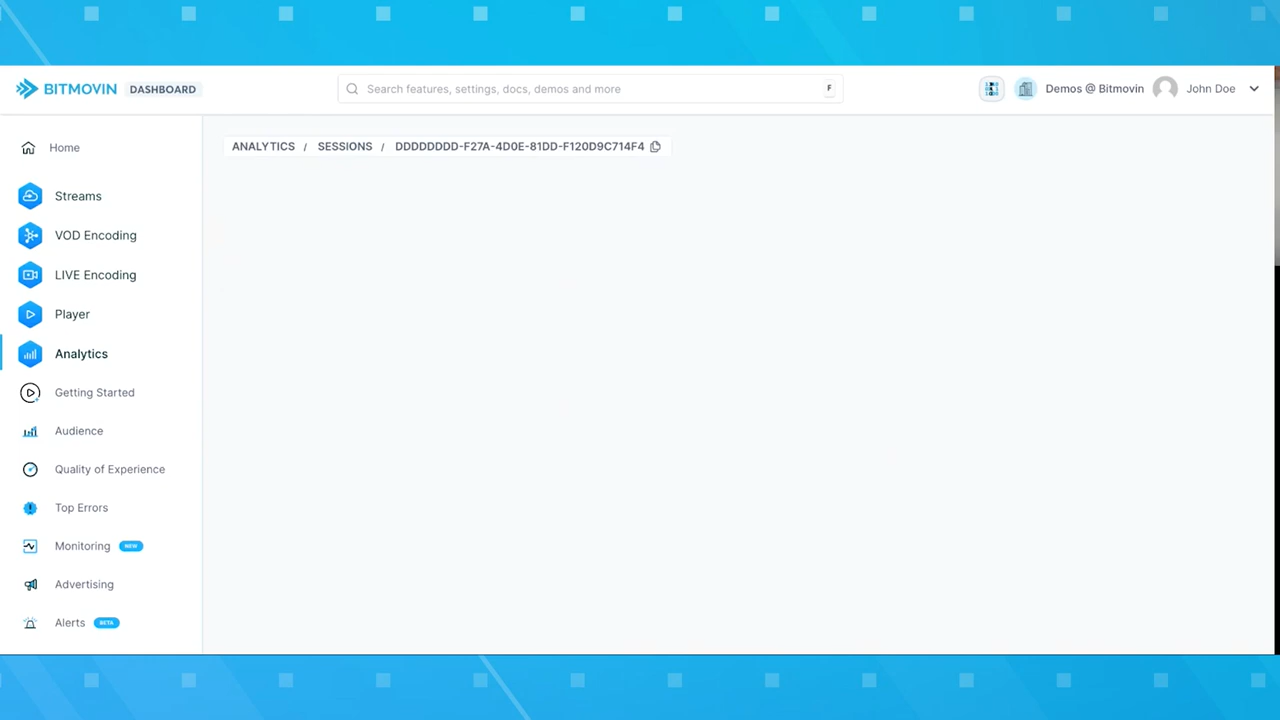 BITMOVIN DASHBOARD
Search features, settings, docs, demos and more
F
Demos @ Bitmovin
John Doe
Home
Streams
VOD Encoding
LIVE Encoding
Player
Analytics
Getting Started
Audience
Quality of Experience
Top Errors
Monitoring NEW
Advertising
Alerts BETA
ANALYTICS / SESSIONS / DDDDDDDD-F27A-4D0E-81DD-F120D9C714F4